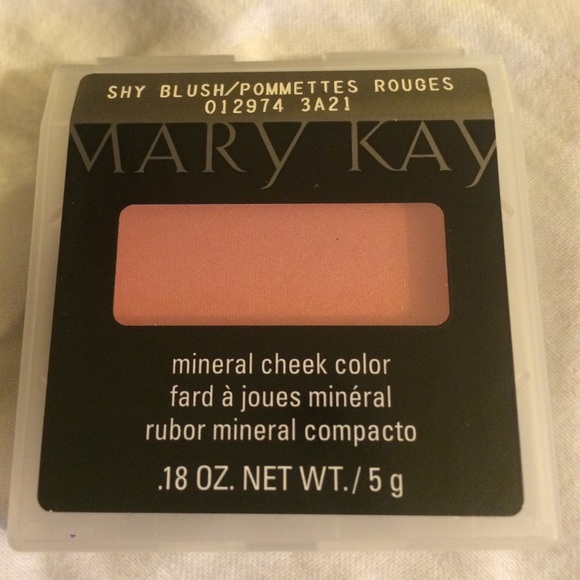 SHY BLUSH/POMMETTES ROUGES
012974 3A21
MARY KAY
mineral cheek color
fard à joues minéral
rubor mineral compacto
.18 OZ. NET WT./5 g